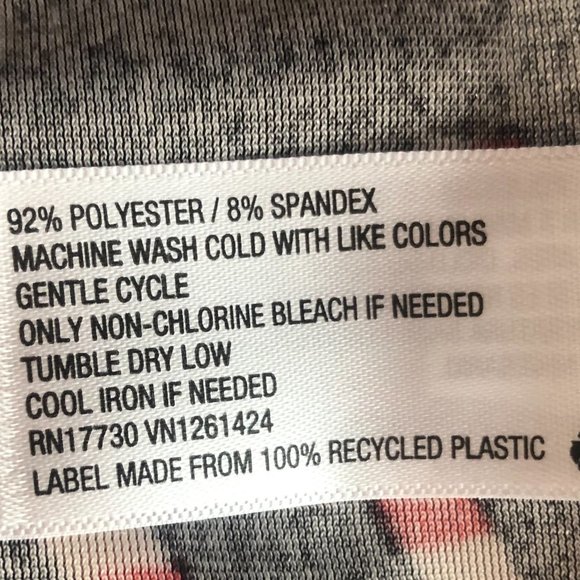 92% POLYESTER / 8% SPANDEX
MACHINE WASH COLD WITH LIKE COLORS
GENTLE CYCLE
ONLY NON-CHLORINE BLEACH IF NEEDED
TUMBLE DRY LOW
COOL IRON IF NEEDED
RN17730 VN1261424
LABEL MADE FROM 100% RECYCLED PLASTIC